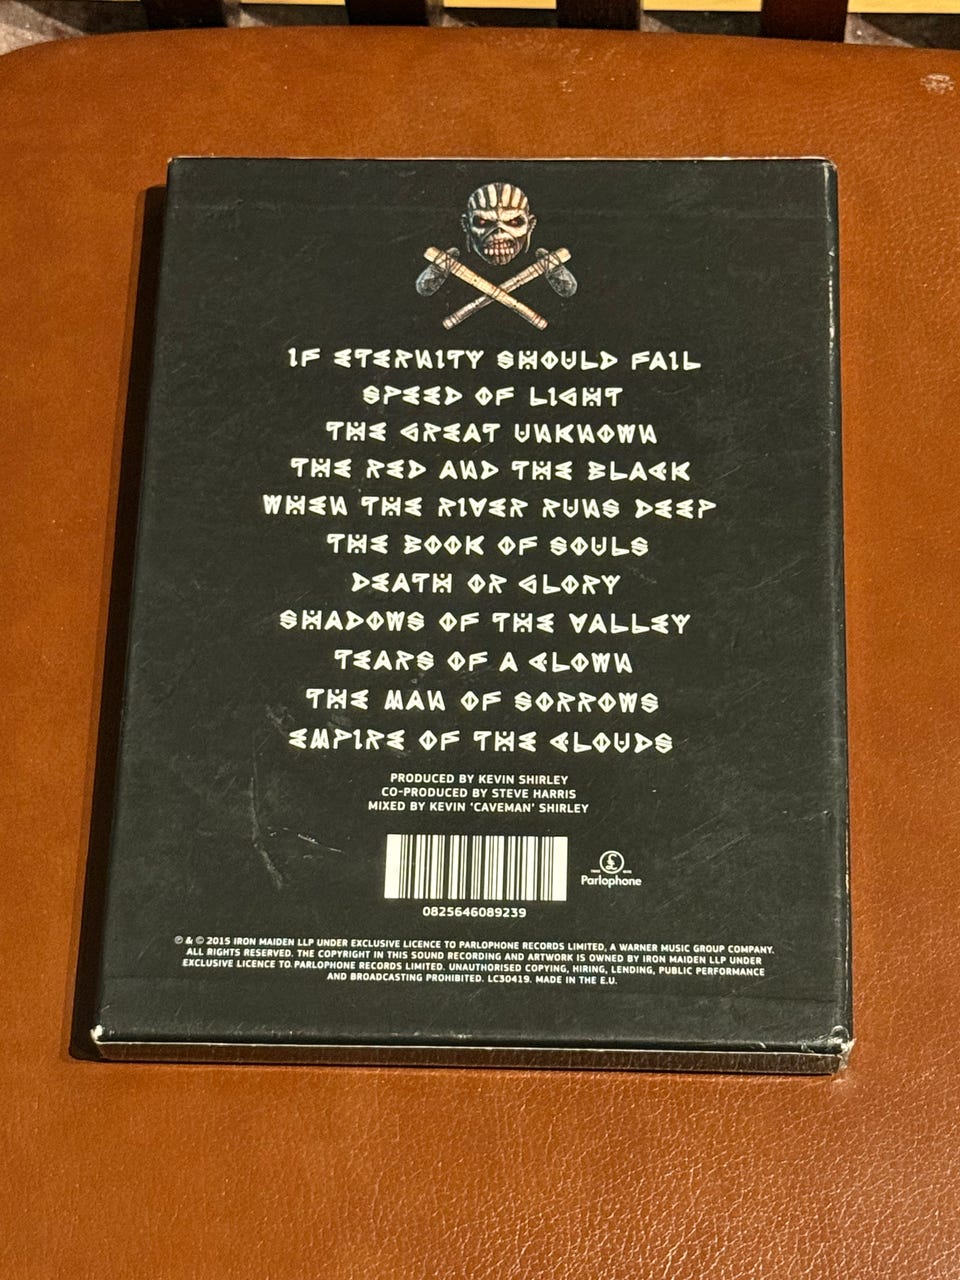 IF ETERNITY SHOULD FAIL
SPEED OF LIGHT
THE GREAT UNKNOWN
THE RED AND THE BLACK
WHEN THE RIVER RUNS DEEP
THE BOOK OF SOULS
DEATH OR GLORY
SHADOWS OF THE VALLEY
TEARS OF A CLOWN
THE MAN OF SORROWS
EMPIRE OF THE CLOUDS
PRODUCED BY KEVIN SHIRLEY
CO-PRODUCED BY STEVE HARRIS
MIXED BY KEVIN 'CAVEMAN' SHIRLEY
£
Parlophone
0825646089239
℗ & © 2015 IRON MAIDEN LLP UNDER EXCLUSIVE LICENCE TO PARLOPHONE RECORDS LIMITED, A WARNER MUSIC GROUP COMPANY.
ALL RIGHTS RESERVED. THE COPYRIGHT IN THIS SOUND RECORDING AND ARTWORK IS OWNED BY IRON MAIDEN LLP UNDER
EXCLUSIVE LICENCE TO PARLOPHONE RECORDS LIMITED. UNAUTHORISED COPYING, HIRING, LENDING, PUBLIC PERFORMANCE
AND BROADCASTING PROHIBITED. LC30419. MADE IN THE E.U.